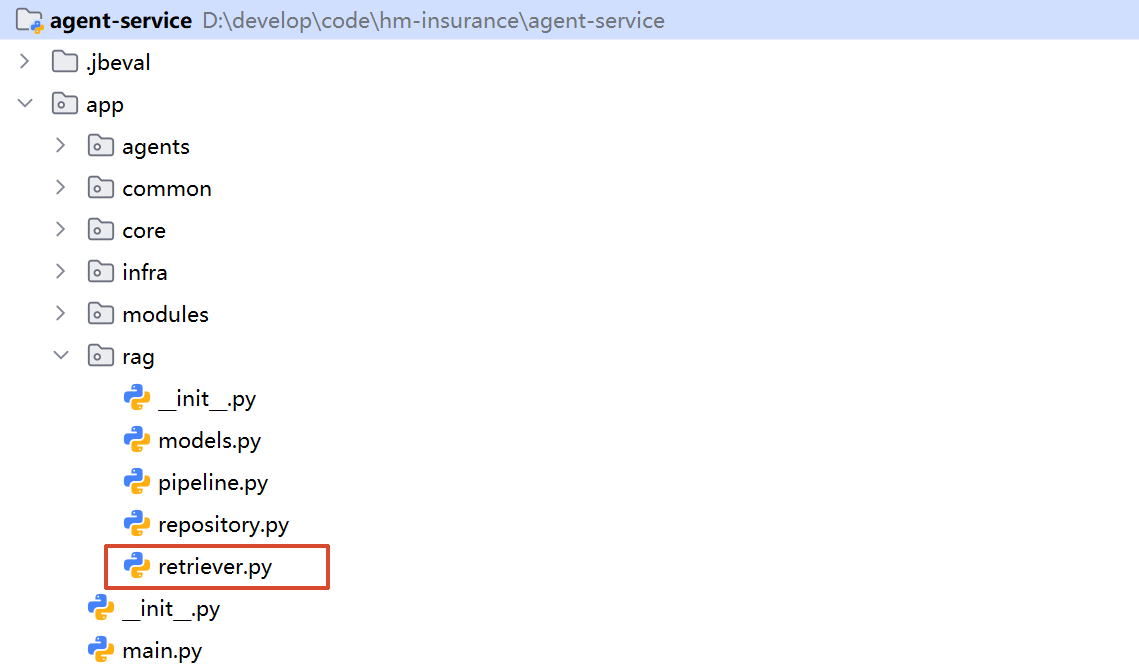 agent-service D:\develop\code\hm-insurance\agent-service
.jbeval
app
agents
common
core
infra
modules
rag
__init__.py
models.py
pipeline.py
repository.py
retriever.py
__init__.py
main.py